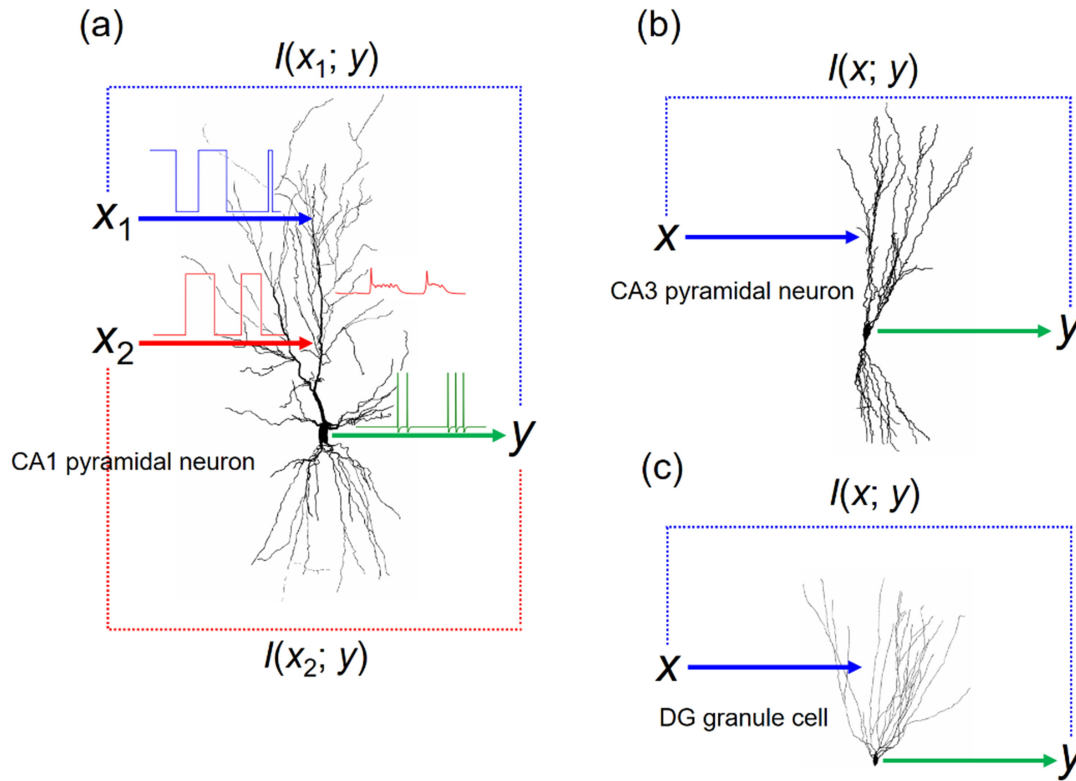 (a)
I(x₁; y)
x₁
x₂
y
CA1 pyramidal neuron
I(x₂; y)
(b)
I(x; y)
x
CA3 pyramidal neuron
y
(c)
I(x; y)
x
DG granule cell
y